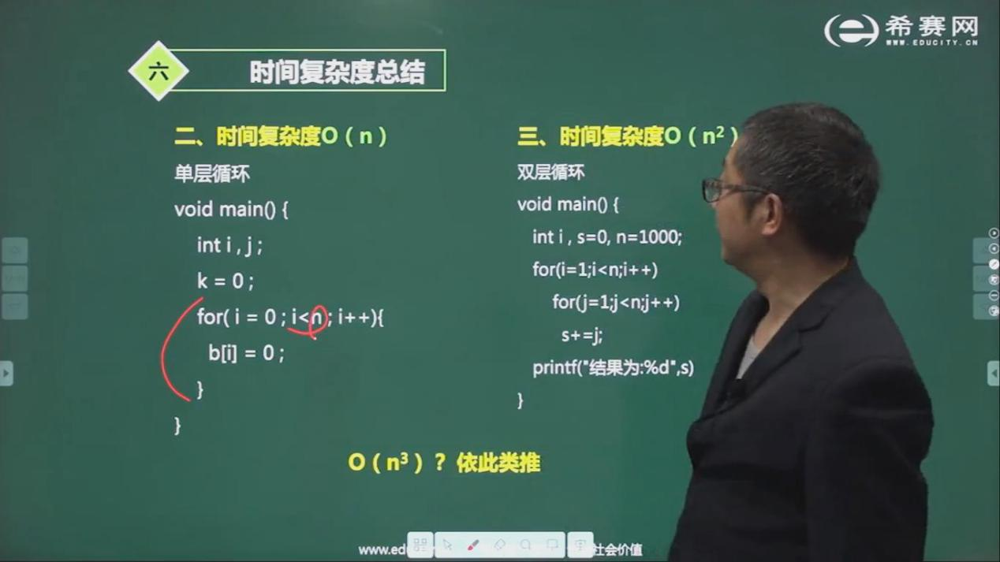 希赛网
WWW.EDUCITY.CN
六
时间复杂度总结
二、时间复杂度O（n）
单层循环
void main() {
int i , j ;
k = 0 ;
for( i = 0 ; i<n ; i++){
b[i] = 0 ;
}
}
三、时间复杂度O（n²）
双层循环
void main() {
int i , s=0, n=1000;
for(i=1;i<n;i++)
for(j=1;j<n;j++)
s+=j;
printf("结果为:%d",s)
}
O（n³）？依此类推
社会价值